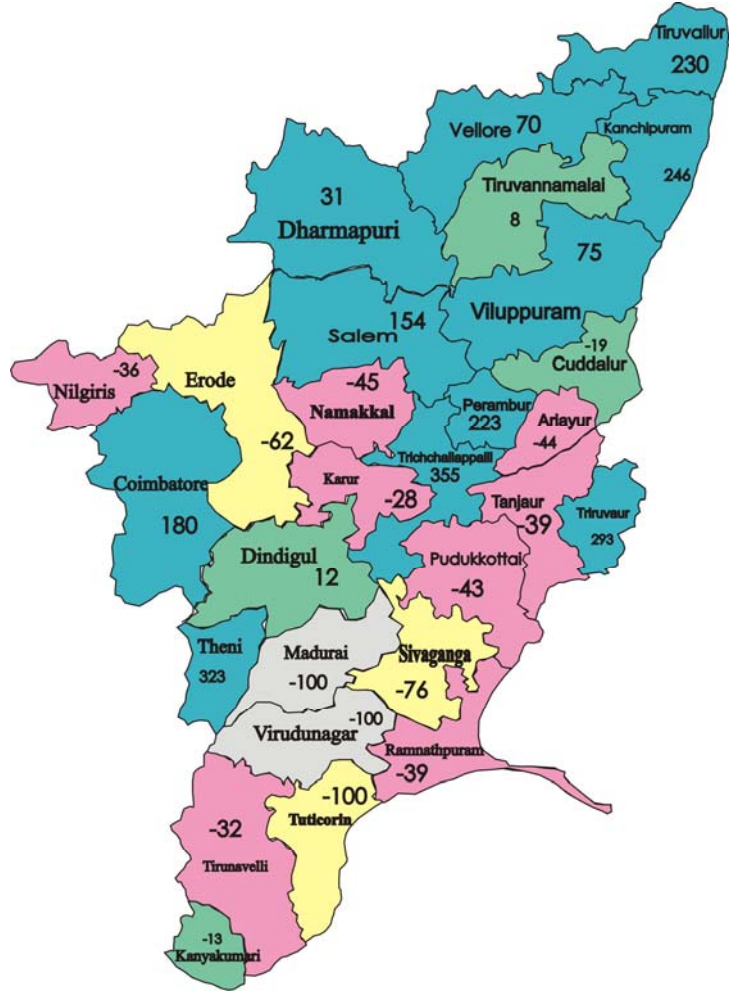 Tiruvallur
230
Vellore 70
Kanchipuram
246
Tiruvannamalai
8
31
Dharmapuri
75
Viluppuram
154
Salem
-19
Cuddalur
-36
Nilgiris
Erode
-62
-45
Namakkal
Perambur
223
Ariayur
-44
Trichchallappalli
355
Coimbatore
180
Karur
-28
Tanjaur
-39
Triruvaur
293
Dindigul
12
Pudukkottai
-43
Theni
323
Madurai
-100
Sivaganga
-76
-100
Virudunagar
Ramnathpuram
-39
-100
Tuticorin
-32
Tirunavelli
-13
Kanyakumari